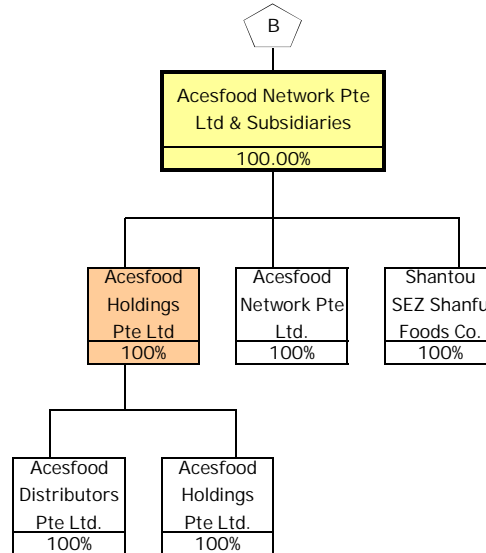 B
Acesfood Network Pte
Ltd & Subsidiaries
100.00%
Acesfood
Holdings
Pte Ltd
100%
Acesfood
Network Pte
Ltd.
100%
Shantou
SEZ Shanfu
Foods Co.
100%
Acesfood
Distributors
Pte Ltd.
100%
Acesfood
Holdings
Pte Ltd.
100%